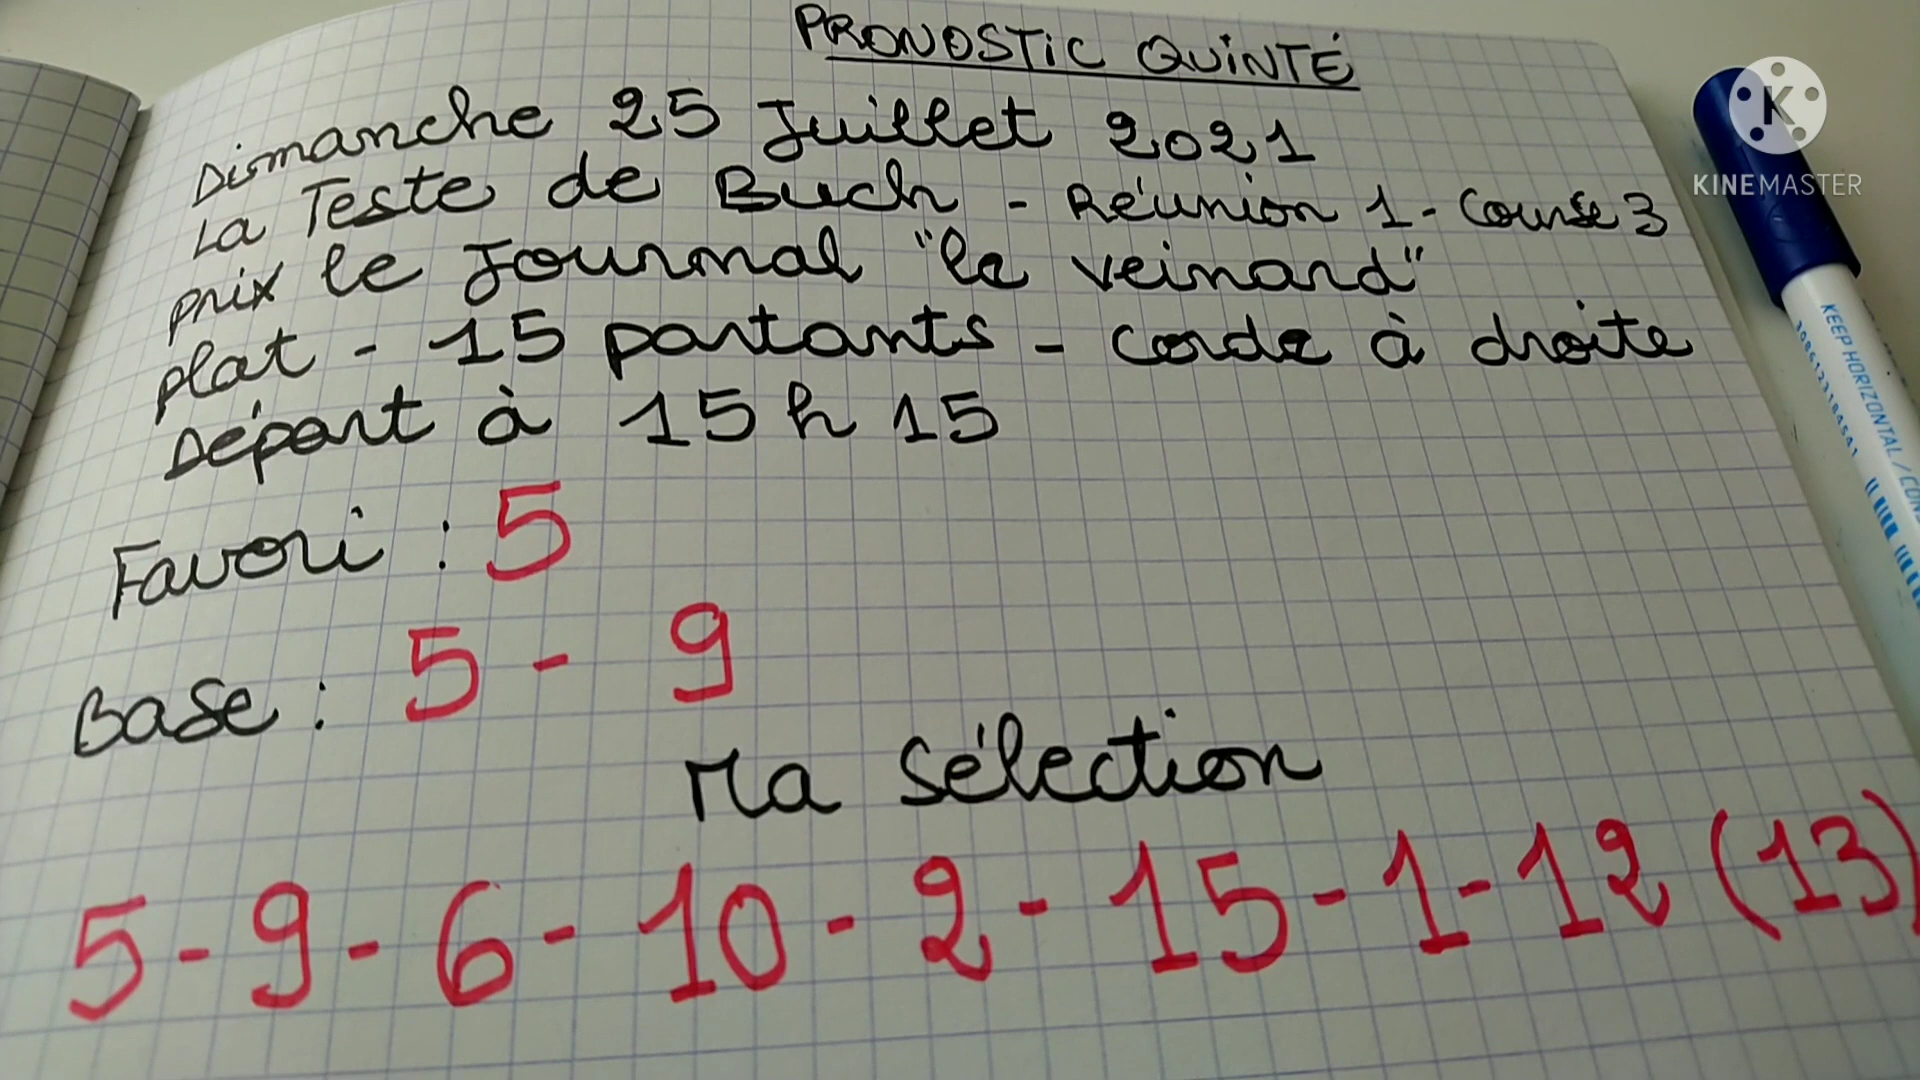 PRONOSTIC QUINTÉ
Dimanche 25 Juillet 2021
La Teste de Buch - Réunion 1 - Course 3
prix le Journal "le veinard"
plat - 15 partants - corde à droite
Départ à 15 h 15
Favori : 5
Base : 5 - 9
Ma sélection
5 - 9 - 6 - 10 - 2 - 15 - 1 - 12 (13)
K
KINEMASTER
KEEP HORIZONTAL /